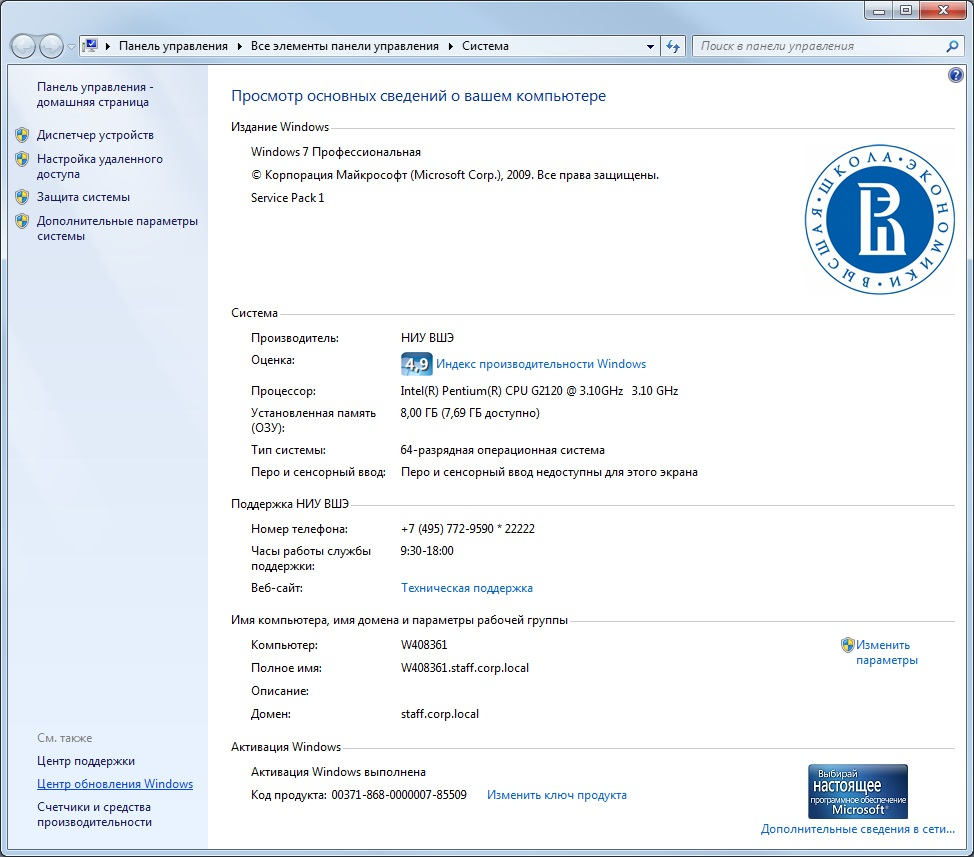 Панель управления
Все элементы панели управления
Система
Поиск в панели управления
Панель управления -
домашняя страница
Диспетчер устройств
Настройка удаленного
доступа
Защита системы
Дополнительные параметры
системы
См. также
Центр поддержки
Центр обновления Windows
Счетчики и средства
производительности
?
Просмотр основных сведений о вашем компьютере
Издание Windows
Windows 7 Профессиональная
© Корпорация Майкрософт (Microsoft Corp.), 2009. Все права защищены.
Service Pack 1
ВЫСШАЯ • ШКОЛА • ЭКОНОМИКИ •
Система
Производитель: НИУ ВШЭ
Оценка: 4,9 Индекс производительности Windows
Процессор: Intel(R) Pentium(R) CPU G2120 @ 3.10GHz 3.10 GHz
Установленная память 8,00 ГБ (7,69 ГБ доступно)
(ОЗУ):
Тип системы: 64-разрядная операционная система
Перо и сенсорный ввод: Перо и сенсорный ввод недоступны для этого экрана
Поддержка НИУ ВШЭ
Номер телефона: +7 (495) 772-9590 * 22222
Часы работы службы 9:30-18:00
поддержки:
Веб-сайт: Техническая поддержка
Имя компьютера, имя домена и параметры рабочей группы
Компьютер: W408361
Изменить
параметры
Полное имя: W408361.staff.corp.local
Описание:
Домен: staff.corp.local
Активация Windows
Активация Windows выполнена
Код продукта: 00371-868-0000007-85509 Изменить ключ продукта
Выбирай
настоящее
программное обеспечение
Microsoft®
Дополнительные сведения в сети...